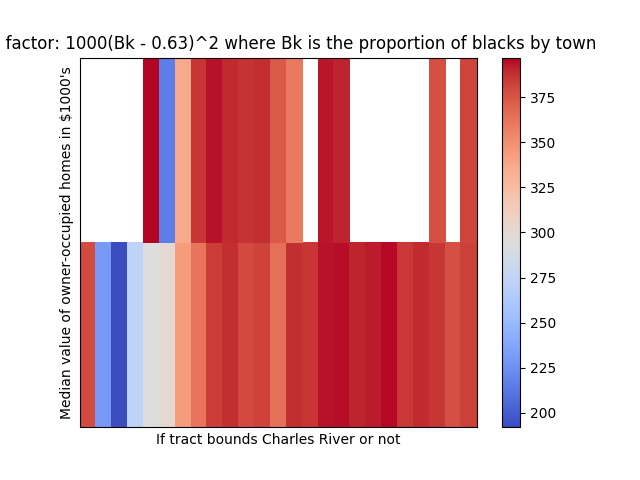 factor: 1000(Bk - 0.63)^2 where Bk is the proportion of blacks by town
Median value of owner-occupied homes in $1000's
If tract bounds Charles River or not
375
350
325
300
275
250
225
200